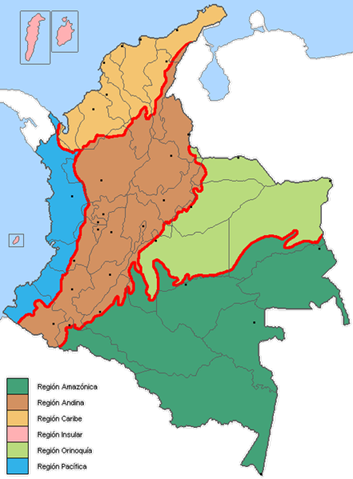 Región Amazónica
Región Andina
Región Caribe
Región Insular
Región Orinoquía
Región Pacífica